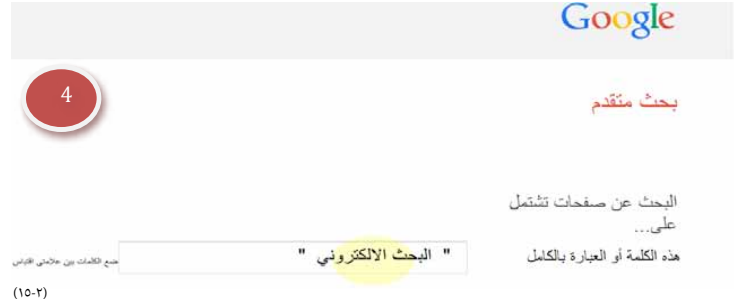 Google
4
بحث متقدم
البحث عن صفحات تشتمل
على...
هذه الكلمة أو العبارة بالكامل
" البحث الالكتروني "
ضع الكلمات بين علامتي اقتباس
(١٥-٢)